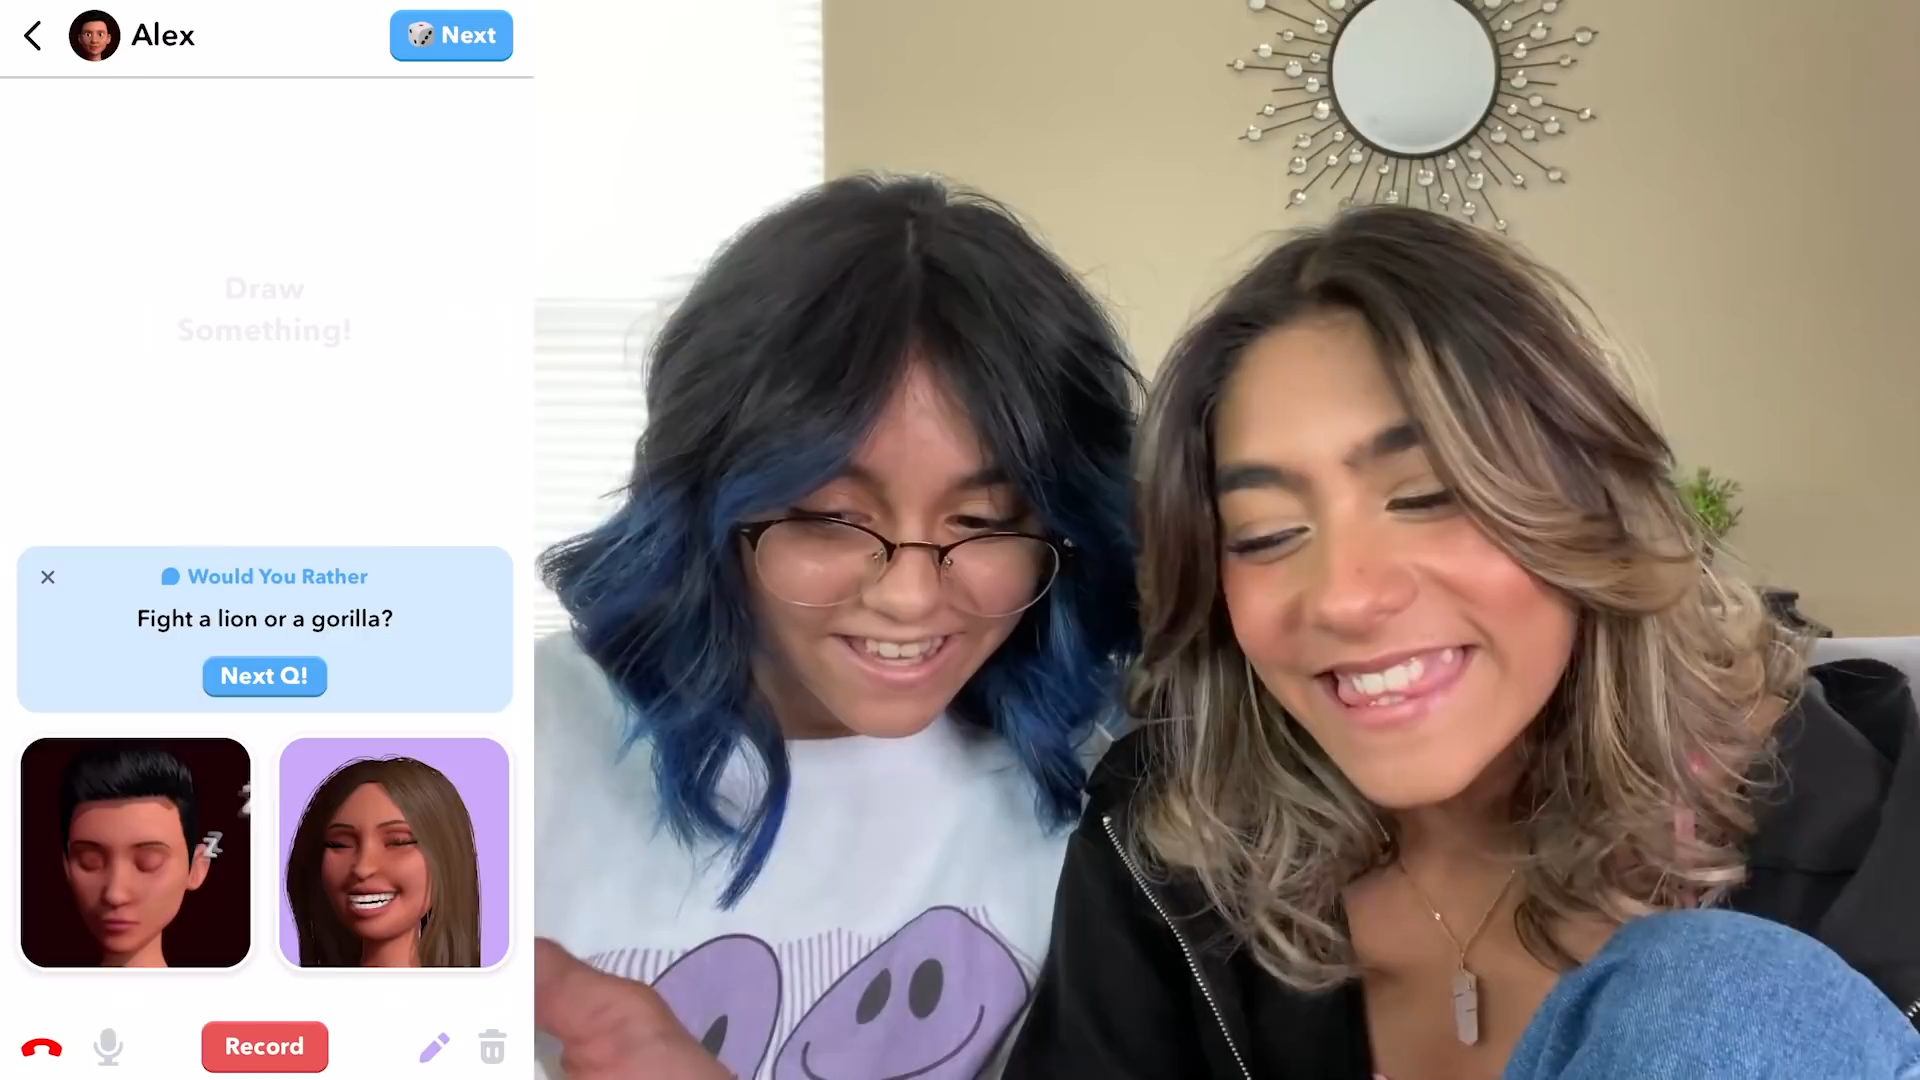 Alex
Next
Draw
Something!
Would You Rather
Fight a lion or a gorilla?
Next Q!
z
Record